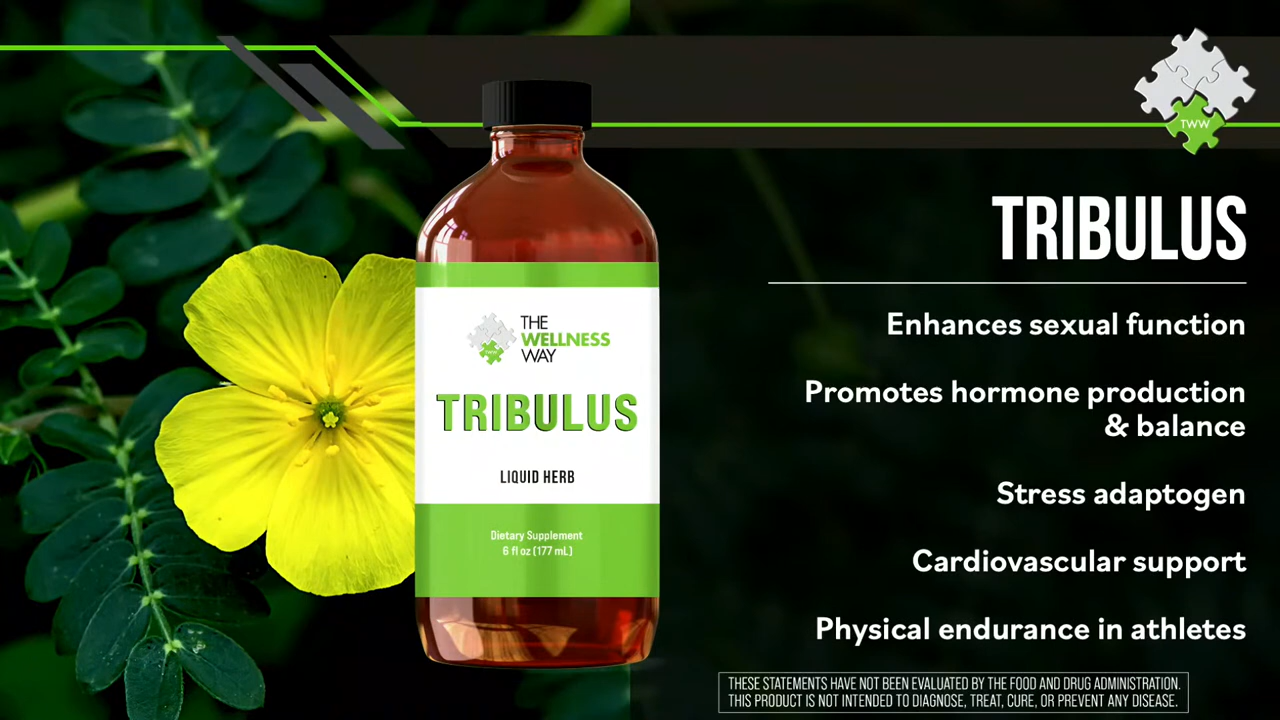 TWW
TRIBULUS
Enhances sexual function
Promotes hormone production
& balance
Stress adaptogen
Cardiovascular support
Physical endurance in athletes
THESE STATEMENTS HAVE NOT BEEN EVALUATED BY THE FOOD AND DRUG ADMINISTRATION.
THIS PRODUCT IS NOT INTENDED TO DIAGNOSE, TREAT, CURE, OR PREVENT ANY DISEASE.
THE
WELLNESS
WAY
TRIBULUS
LIQUID HERB
Dietary Supplement
6 fl oz (177 mL)